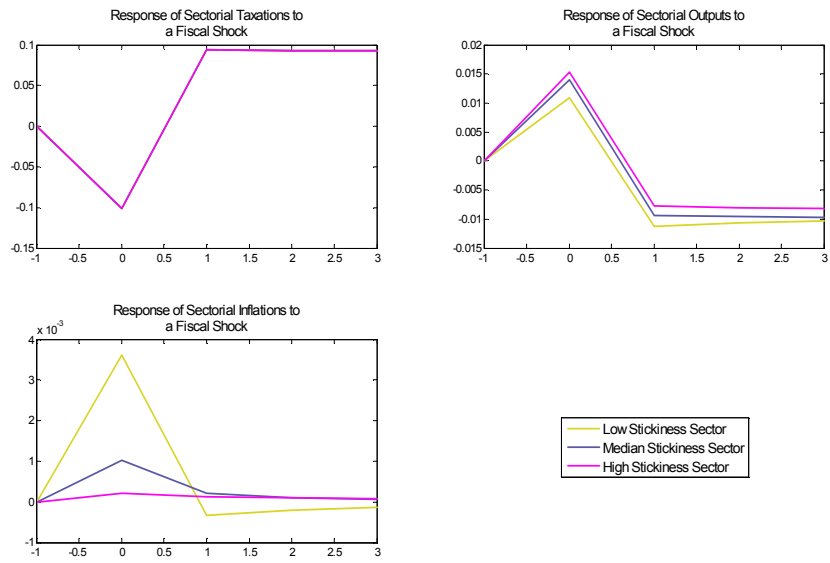 Response of Sectorial Taxations to
a Fiscal Shock
0.1
0.05
0
-0.05
-0.1
-0.15
-1 -0.5 0 0.5 1 1.5 2 2.5 3
Response of Sectorial Outputs to
a Fiscal Shock
0.02
0.015
0.01
0.005
0
-0.005
-0.01
-0.015
-1 -0.5 0 0.5 1 1.5 2 2.5 3
Response of Sectorial Inflations to
a Fiscal Shock
x 10-3
4
3
2
1
0
-1
-1 -0.5 0 0.5 1 1.5 2 2.5 3
Low Stickiness Sector
Median Stickiness Sector
High Stickiness Sector